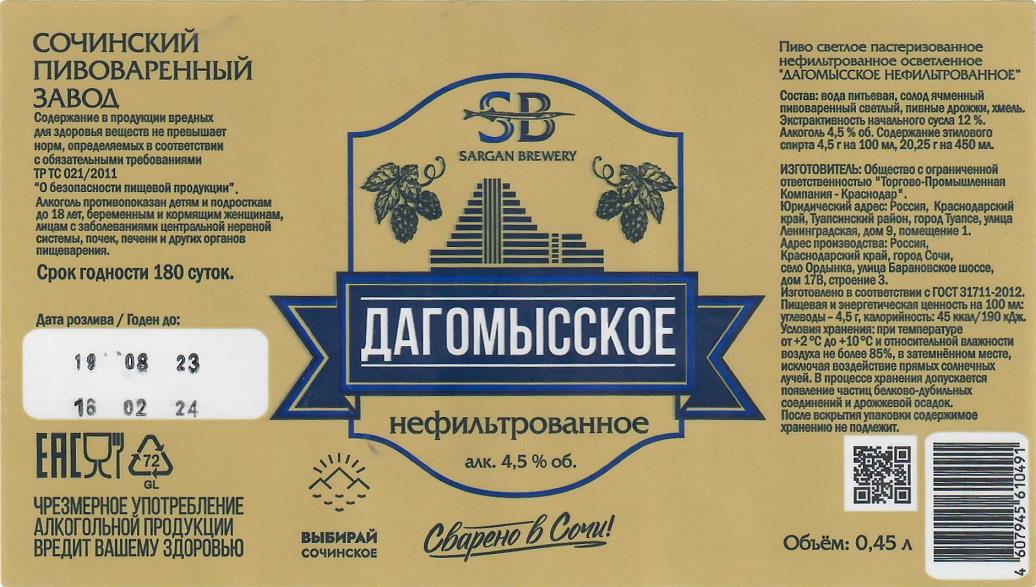 СОЧИНСКИЙ
ПИВОВАРЕННЫЙ
ЗАВОД
Содержание в продукции вредных
для здоровья веществ не превышает
норм, определяемых в соответствии
с обязательными требованиями
ТР ТС 021/2011
"О безопасности пищевой продукции".
Алкоголь противопоказан детям и подросткам
до 18 лет, беременным и кормящим женщинам,
лицам с заболеваниями центральной нервной
системы, почек, печени и других органов
пищеварения.
Срок годности 180 суток.
Дата розлива / Годен до:
19 08 23
16 02 24
EAC
72
GL
ЧРЕЗМЕРНОЕ УПОТРЕБЛЕНИЕ
АЛКОГОЛЬНОЙ ПРОДУКЦИИ
ВРЕДИТ ВАШЕМУ ЗДОРОВЬЮ
SB
SARGAN BREWERY
ДАГОМЫССКОЕ
нефильтрованное
алк. 4,5 % об.
ВЫБИРАЙ
СОЧИНСКОЕ
Сварено в Сочи!
Пиво светлое пастеризованное
нефильтрованное осветленное
"ДАГОМЫССКОЕ НЕФИЛЬТРОВАННОЕ"
Состав: вода питьевая, солод ячменный
пивоваренный светлый, пивные дрожжи, хмель.
Экстрактивность начального сусла 12 %.
Алкоголь 4,5 % об. Содержание этилового
спирта 4,5 г на 100 мл, 20,25 г на 450 мл.
ИЗГОТОВИТЕЛЬ: Общество с ограниченной
ответственностью "Торгово-Промышленная
Компания - Краснодар".
Юридический адрес: Россия, Краснодарский
край, Туапсинский район, город Туапсе, улица
Ленинградская, дом 9, помещение 1.
Адрес производства: Россия,
Краснодарский край, город Сочи,
село Ордынка, улица Барановское шоссе,
дом 17В, строение 3.
Изготовлено в соответствии с ГОСТ 31711-2012.
Пищевая и энергетическая ценность на 100 мл:
углеводы – 4,5 г, калорийность: 45 ккал/190 кДж.
Условия хранения: при температуре
от +2 °С до +10 °С и относительной влажности
воздуха не более 85%, в затемнённом месте,
исключая воздействие прямых солнечных
лучей. В процессе хранения допускается
появление частиц белково-дубильных
соединений и дрожжевой осадок.
После вскрытия упаковки содержимое
хранению не подлежит.
Объём: 0,45 л
4 607945 610491